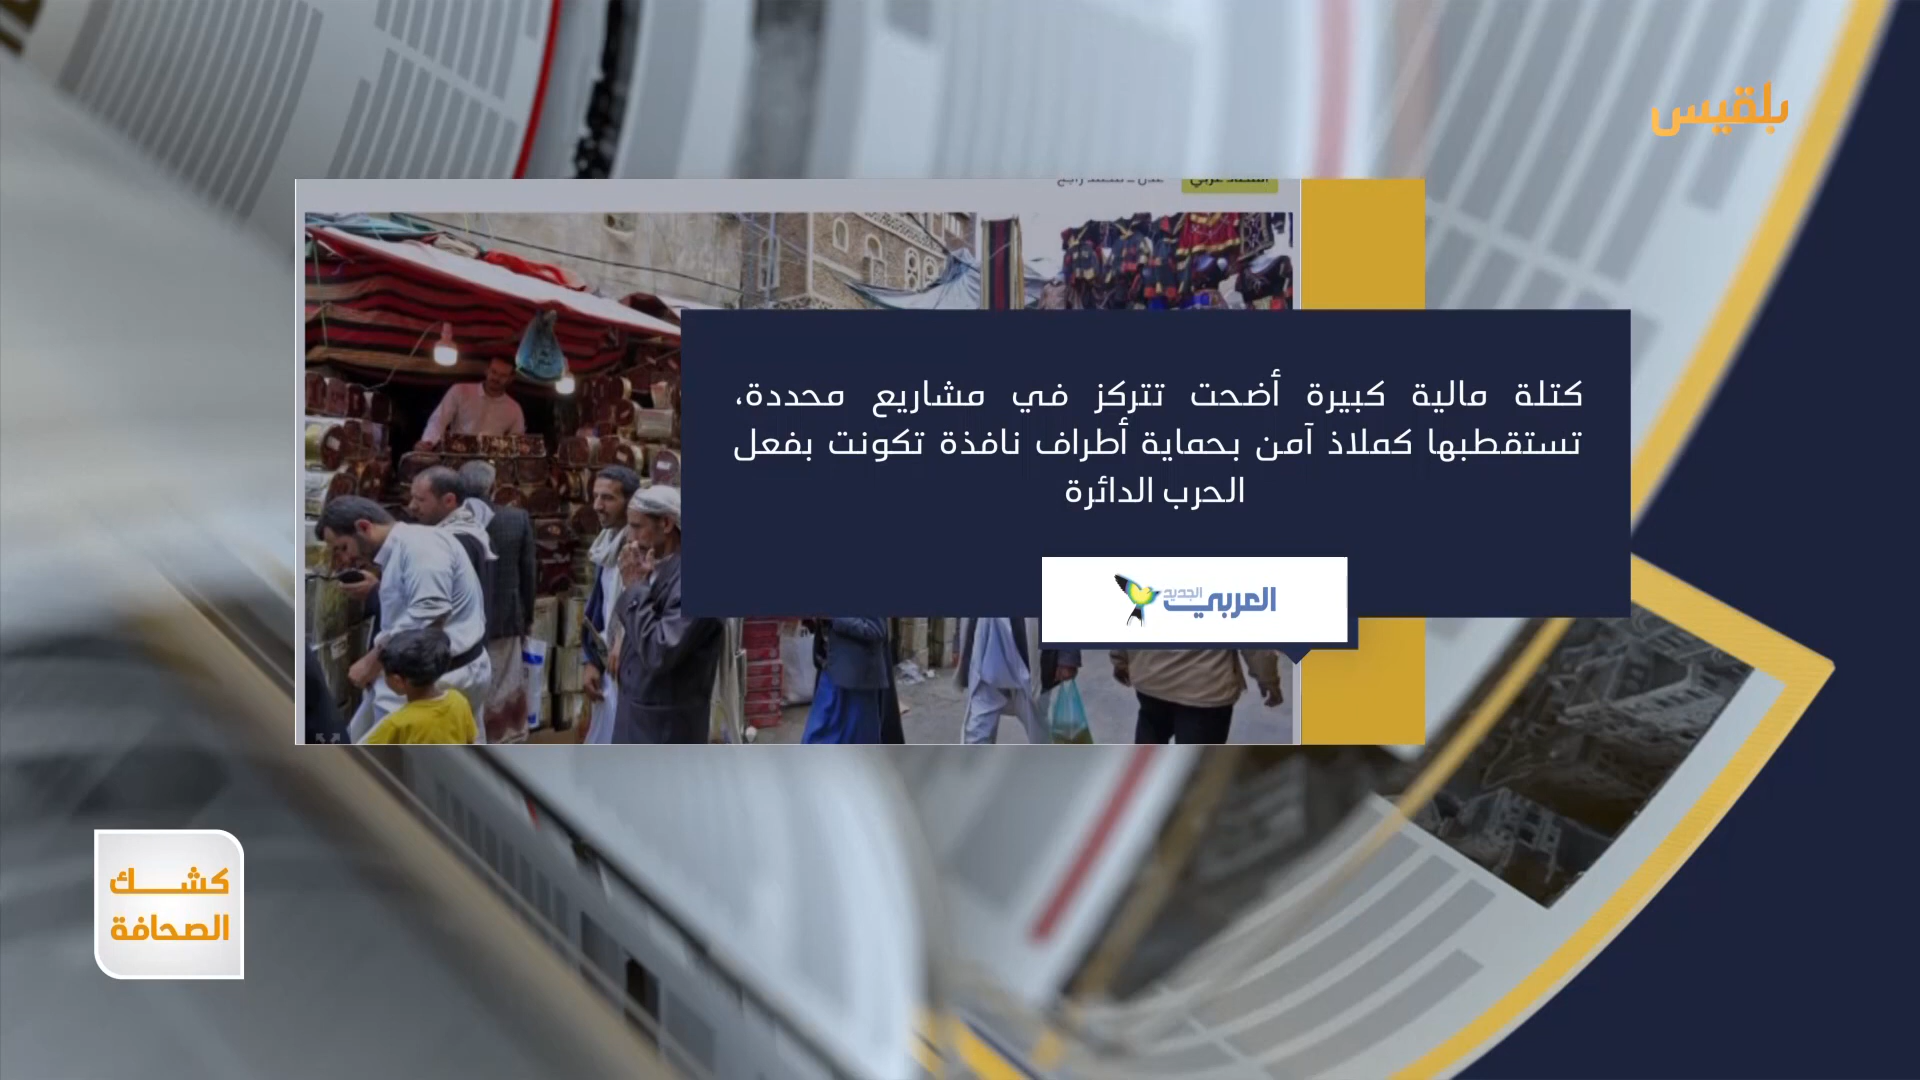 بلقيس
كتلة مالية كبيرة أضحت تتركز في مشاريع محددة،
تستقطبها كملاذ آمن بحماية أطراف نافذة تكونت بفعل
الحرب الدائرة
العربي الجديد
كشك
الصحافة